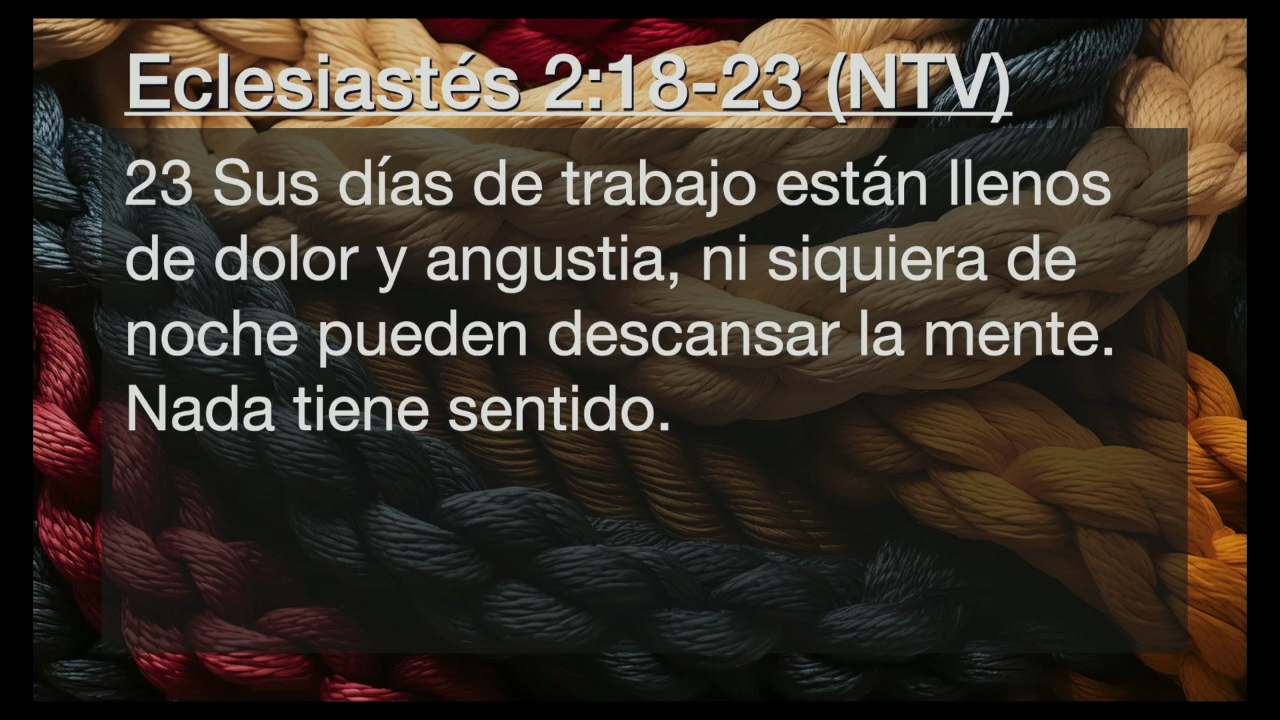 Eclesiastés 2:18-23 (NTV)
23 Sus días de trabajo están llenos
de dolor y angustia, ni siquiera de
noche pueden descansar la mente.
Nada tiene sentido.